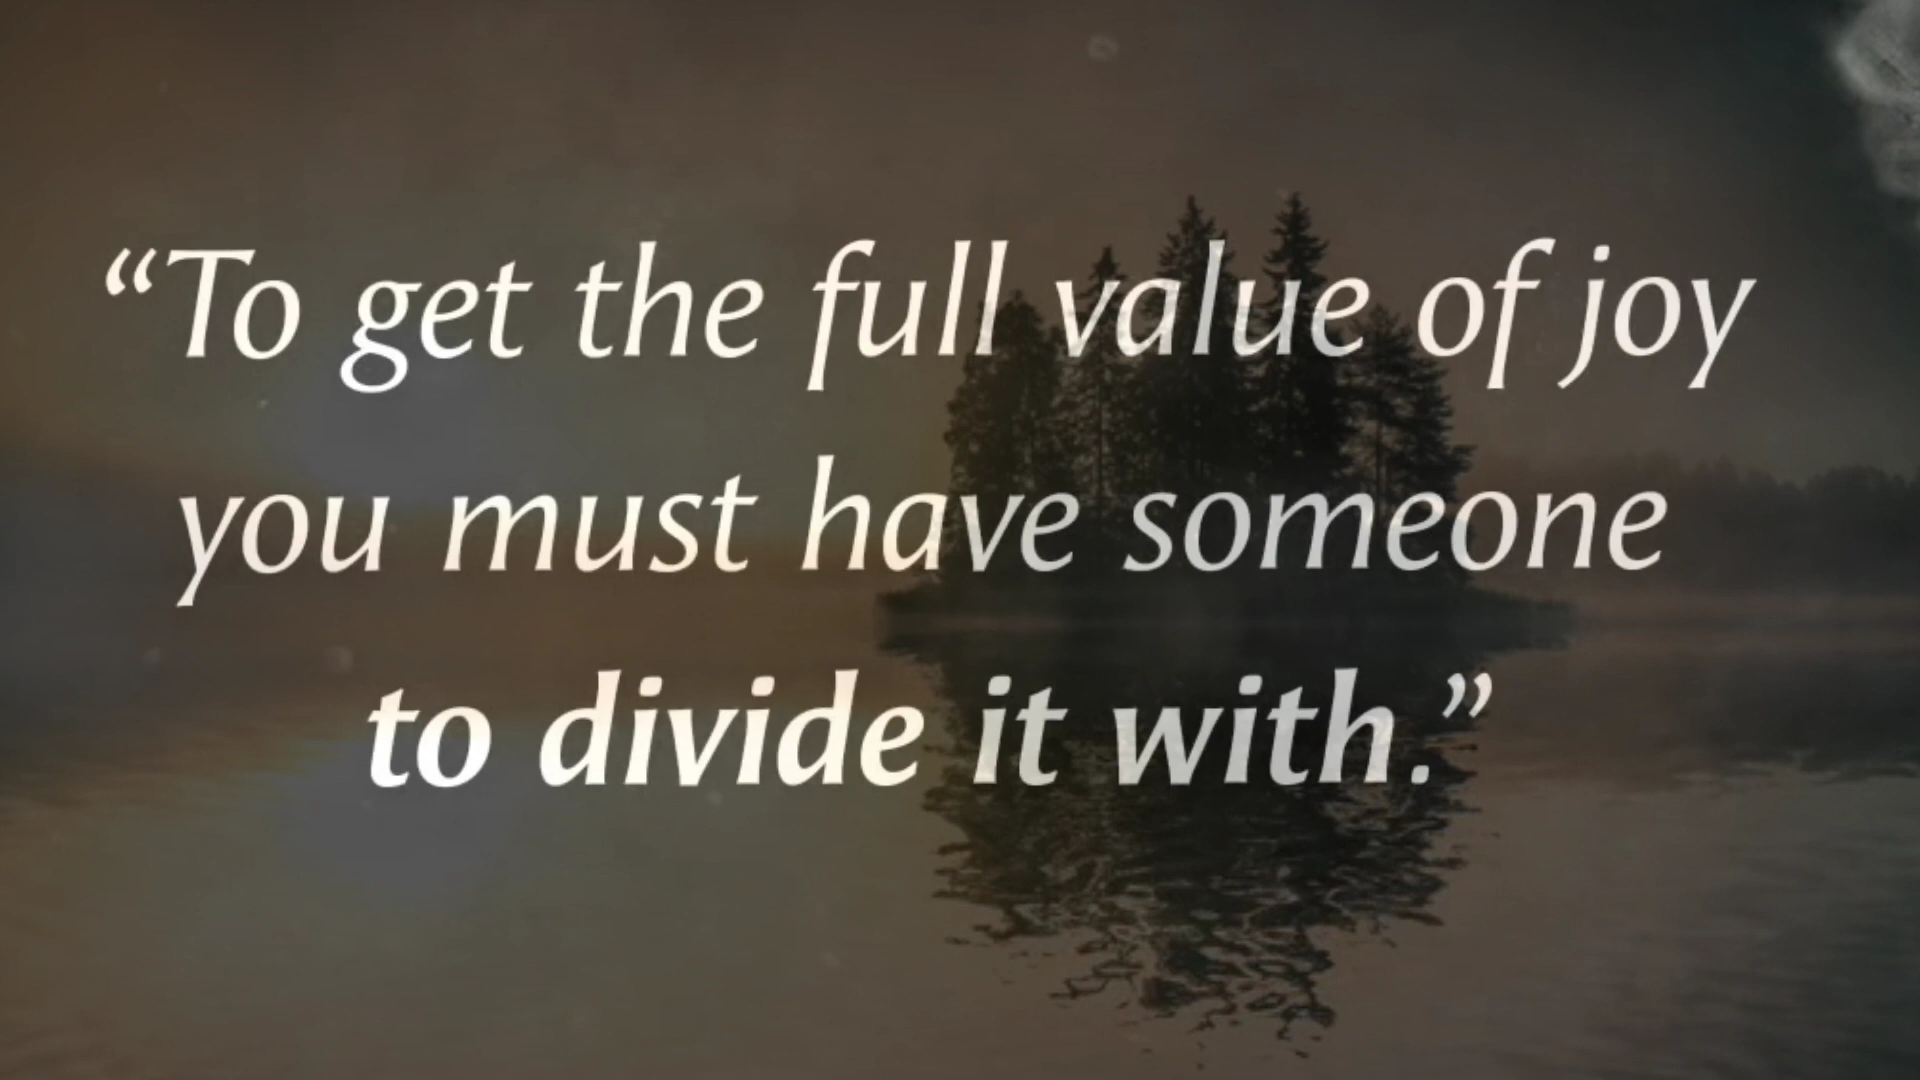 “To get the full value of joy
you must have someone
to divide it with.”